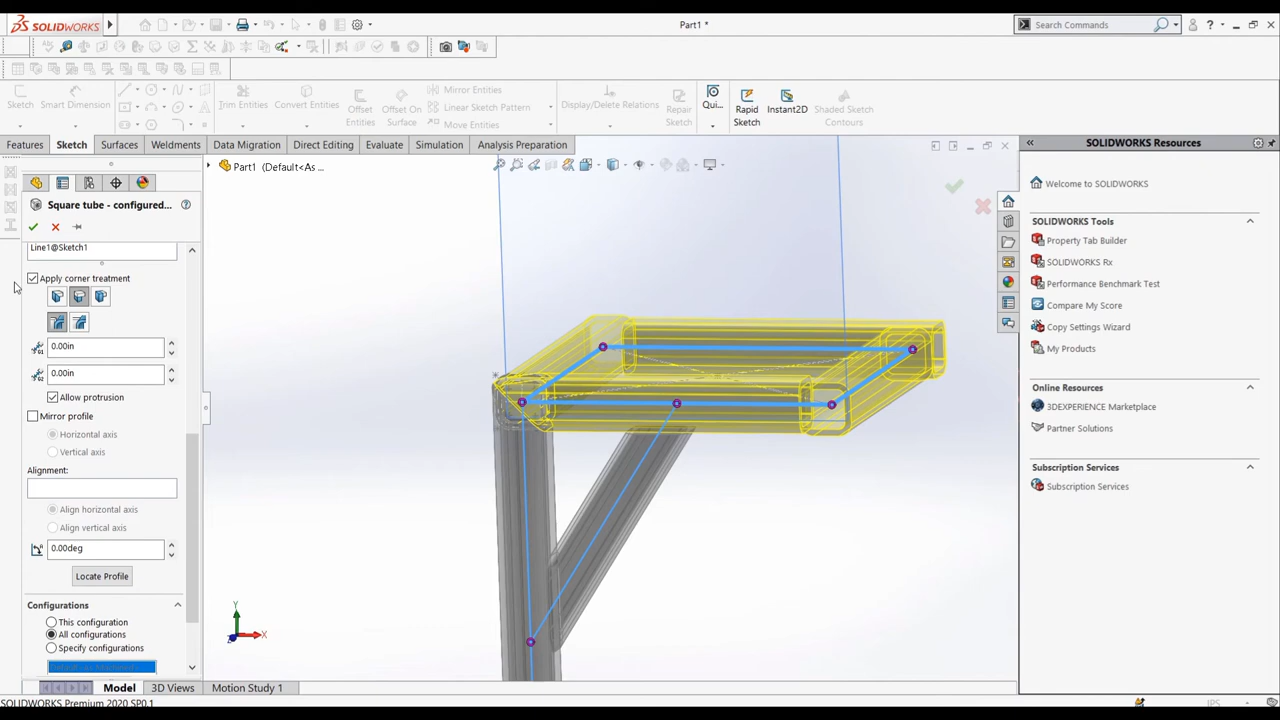 SOLIDWORKS
Part1 *
Search Commands
Sketch
Smart Dimension
Trim Entities
Convert Entities
Offset Entities
Offset On Surface
Mirror Entities
Linear Sketch Pattern
Move Entities
Display/Delete Relations
Repair Sketch
Qui...
Rapid Sketch
Instant2D
Shaded Sketch Contours
Features
Sketch
Surfaces
Weldments
Data Migration
Direct Editing
Evaluate
Simulation
Analysis Preparation
Part1 (Default<As ...
SOLIDWORKS Resources
Welcome to SOLIDWORKS
SOLIDWORKS Tools
Property Tab Builder
SOLIDWORKS Rx
Performance Benchmark Test
Compare My Score
Copy Settings Wizard
My Products
Online Resources
3DEXPERIENCE Marketplace
Partner Solutions
Subscription Services
Subscription Services
Square tube - configured...
Line1@Sketch1
Apply corner treatment
0.00in
0.00in
Allow protrusion
Mirror profile
Horizontal axis
Vertical axis
Alignment:
Align horizontal axis
Align vertical axis
0.00deg
Locate Profile
Configurations
This configuration
All configurations
Specify configurations
Y
X
Z
Model
3D Views
Motion Study 1
SOLIDWORKS Premium 2020 SP0.1
IPS